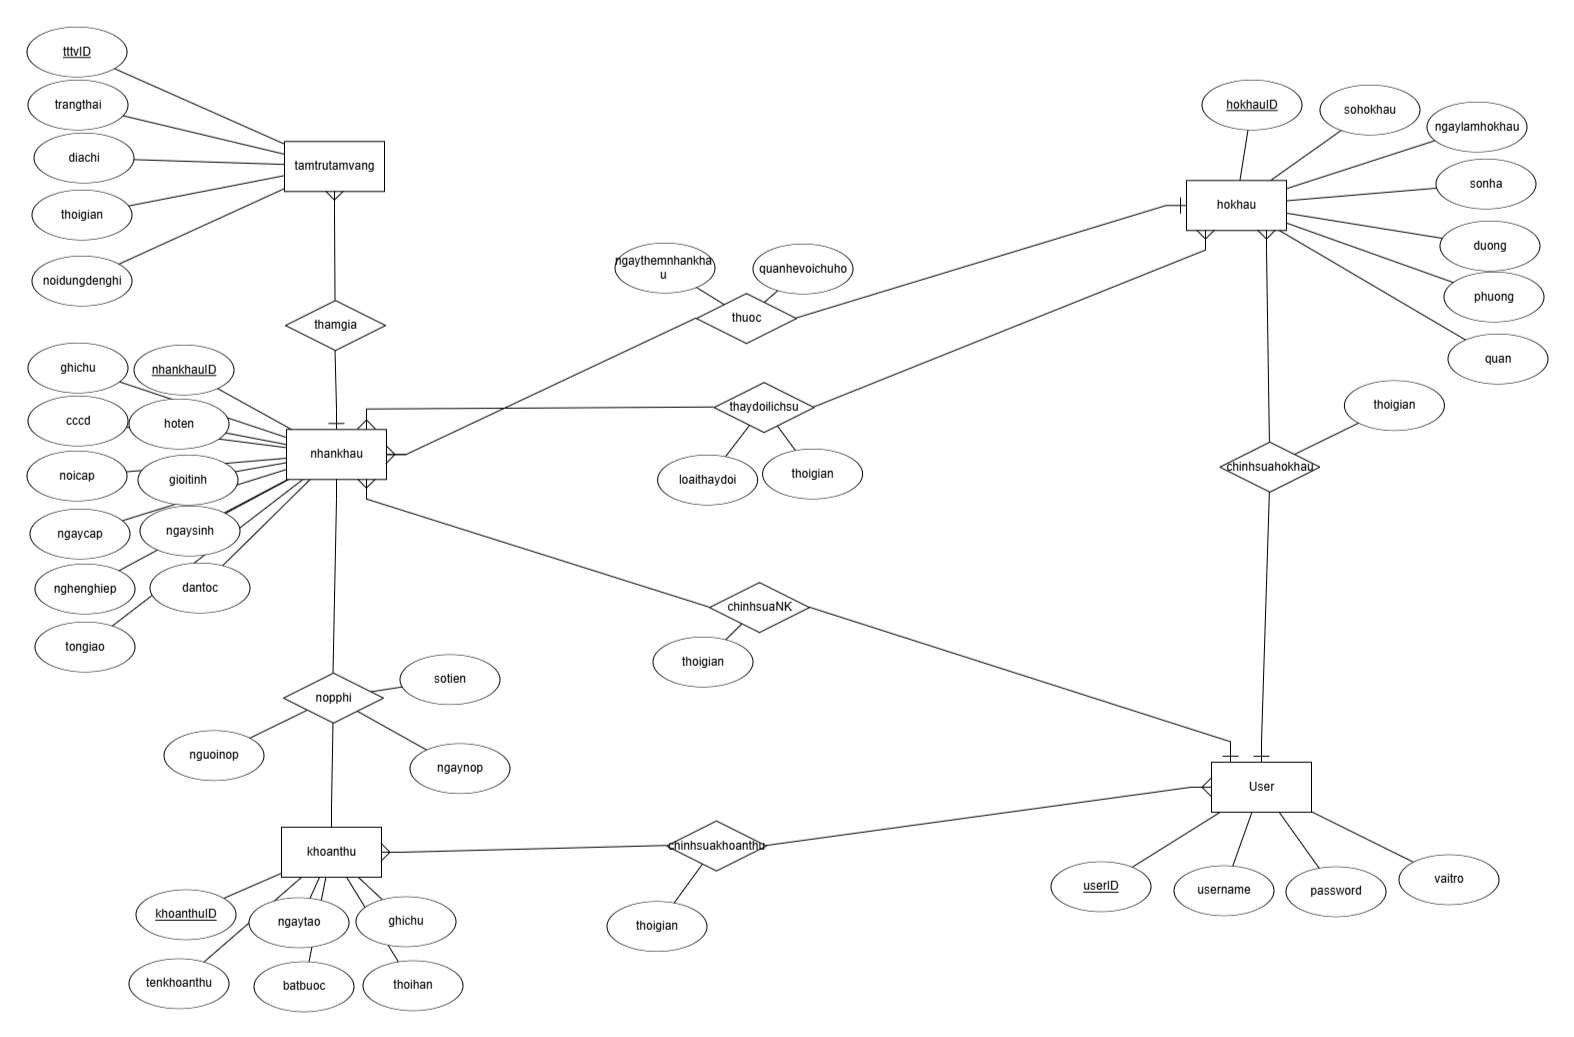 tttvID
trangthai
diachi
thoigian
noidungdenghi
tamtrutamvang
thamgia
ghichu
nhankhauID
cccd
hoten
noicap
gioitinh
ngaycap
ngaysinh
nghenghiep
dantoc
tongiao
nhankhau
ngaythemnhankha
u
quanhevoichuho
thuoc
thaydoilichsu
loaithaydoi
thoigian
hokhauID
sohokhau
ngaylamhokhau
sonha
duong
phuong
quan
hokhau
thoigian
chinhsuahokhau
chinhsuaNK
thoigian
nopphi
sotien
nguoinop
ngaynop
khoanthu
khoanthuID
ngaytao
ghichu
tenkhoanthu
batbuoc
thoihan
chinhsuakhoanthu
thoigian
User
userID
username
password
vaitro